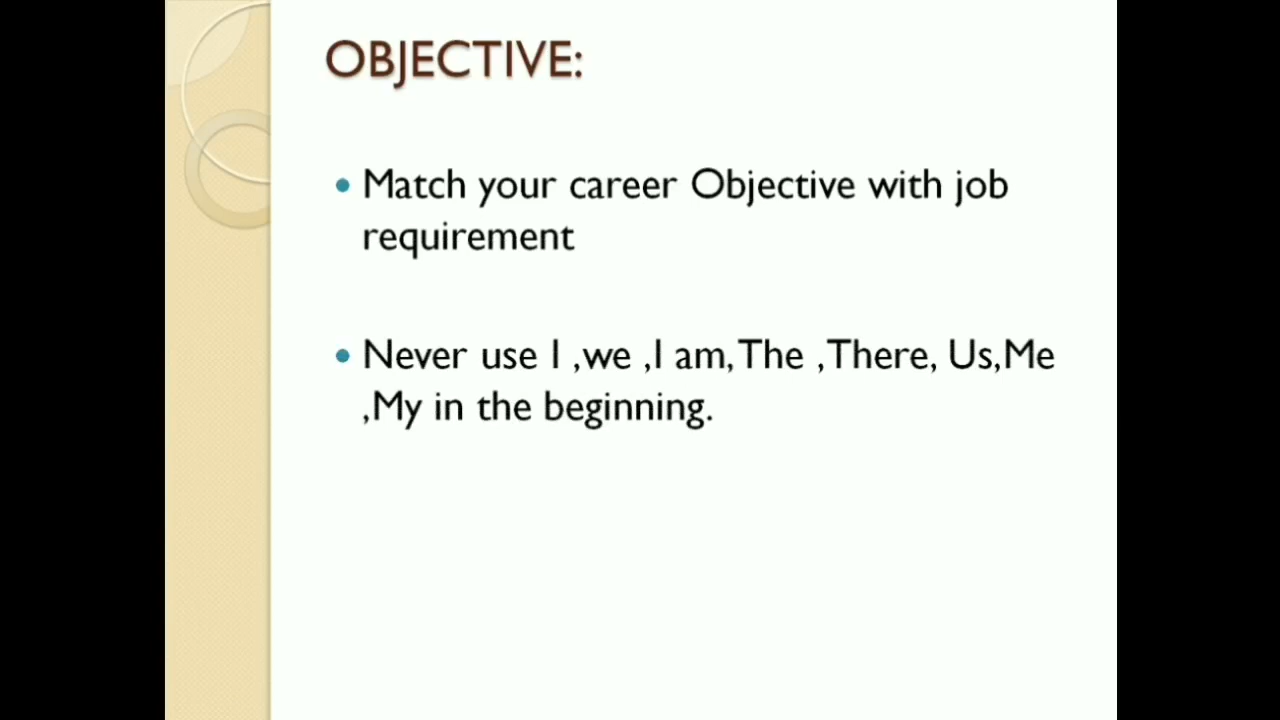 OBJECTIVE:
Match your career Objective with job
requirement
Never use I ,we ,I am,The ,There, Us,Me
,My in the beginning.